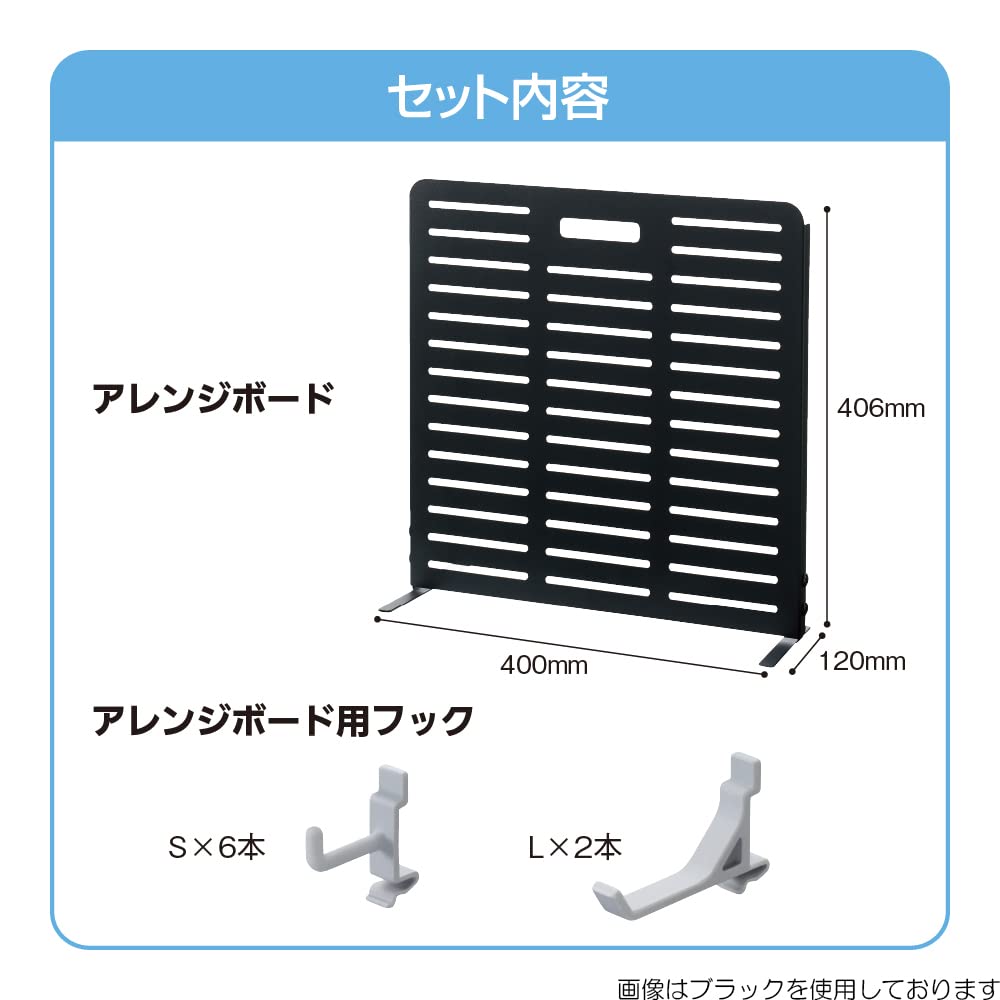 セット内容
アレンジボード
406mm
400mm
120mm
アレンジボード用フック
S×6本
L×2本
画像はブラックを使用しております